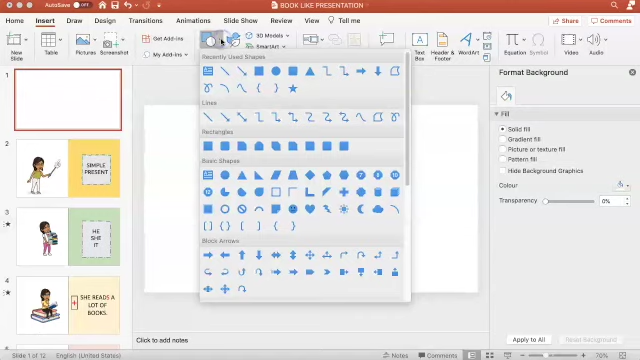 AutoSave OFF
BOOK LIKE PRESENTATION
Home
Insert
Draw
Design
Transitions
Animations
Slide Show
Review
View
Tell me
Share
Comments
New
Slide
Table
Pictures
Screenshot
Get Add-ins
My Add-ins
3D Models
SmartArt
Text
Box
Header &
Footer
WordArt
Equation
Symbol
Video
Audio
Recently Used Shapes
Lines
Rectangles
Basic Shapes
Block Arrows
Format Background
Fill
Solid fill
Gradient fill
Picture or texture fill
Pattern fill
Hide Background Graphics
Colour
Transparency
0%
Apply to All
Reset Background
1
2
SIMPLE
PRESENT
3
HE
SHE
IT
4
SHE READS A
LOT OF
BOOKS.
Click to add notes
Slide 1 of 12
English (United States)
Notes
Comments
70%